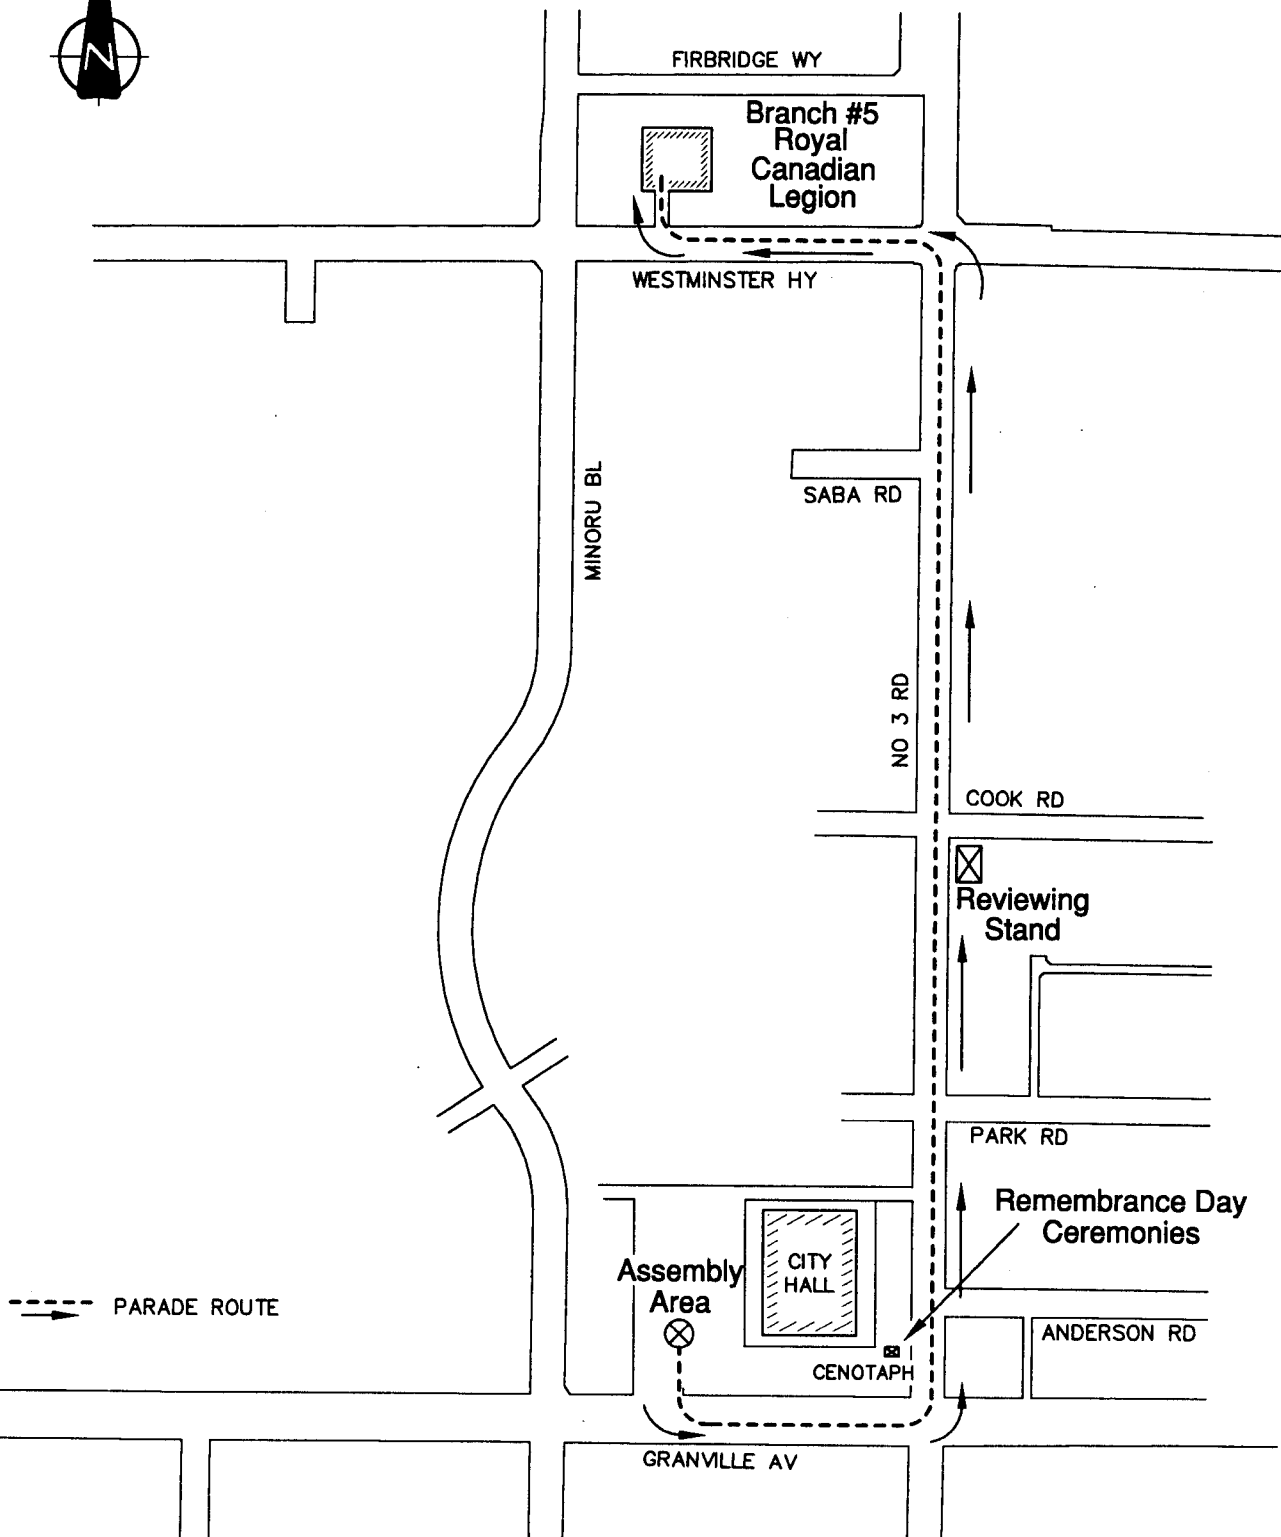 N
FIRBRIDGE WY
Branch #5
Royal
Canadian
Legion
WESTMINSTER HY
MINORU BL
SABA RD
NO 3 RD
COOK RD
Reviewing
Stand
PARK RD
Remembrance Day
Ceremonies
CITY
HALL
Assembly
Area
PARADE ROUTE
ANDERSON RD
CENOTAPH
GRANVILLE AV